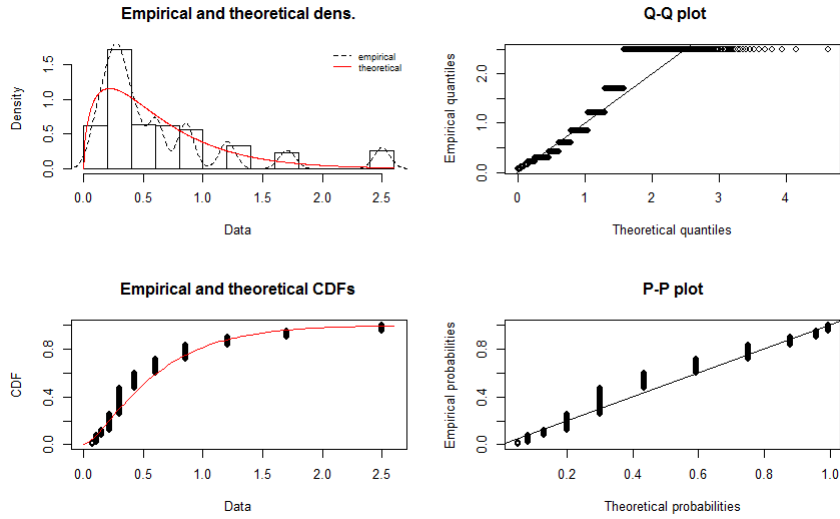 Empirical and theoretical dens.
Density
0.0 0.5 1.0 1.5
empirical
theoretical
0.0 0.5 1.0 1.5 2.0 2.5
Data
Q-Q plot
Empirical quantiles
0.0 1.0 2.0
0 1 2 3 4
Theoretical quantiles
Empirical and theoretical CDFs
CDF
0.0 0.4 0.8
0.0 0.5 1.0 1.5 2.0 2.5
Data
P-P plot
Empirical probabilities
0.0 0.4 0.8
0.2 0.4 0.6 0.8 1.0
Theoretical probabilities